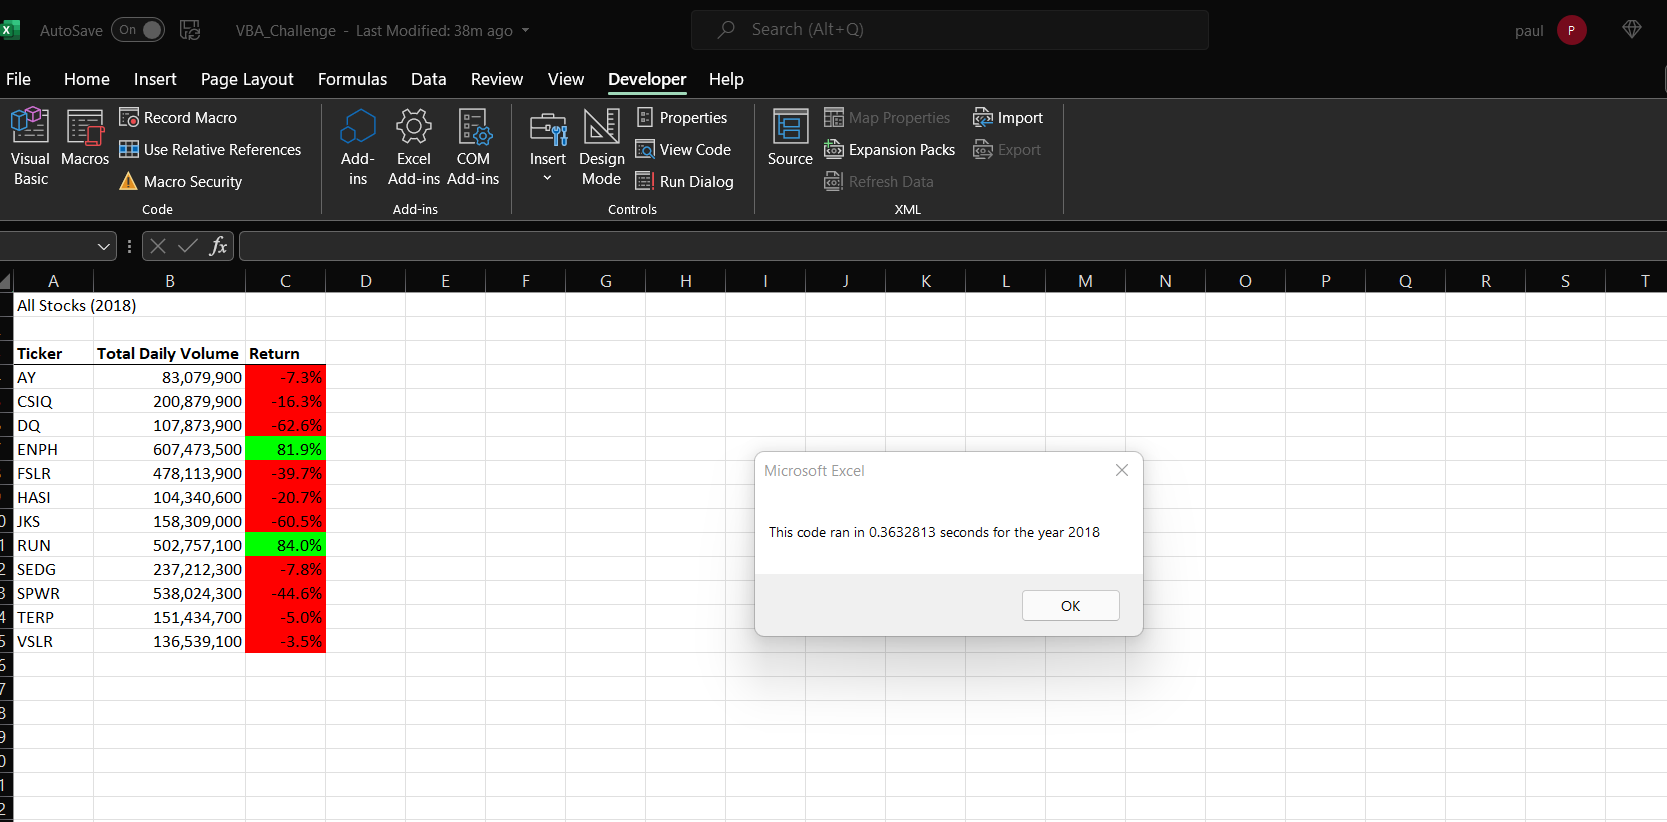 AutoSave On VBA_Challenge - Last Modified: 38m ago Search (Alt+Q) paul P
File Home Insert Page Layout Formulas Data Review View Developer Help
Visual Basic
Macros
Record Macro
Use Relative References
Macro Security
Code
Add-ins
Excel Add-ins
COM Add-ins
Add-ins
Insert
Design Mode
Properties
View Code
Run Dialog
Controls
Source
Map Properties
Expansion Packs
Refresh Data
Import
Export
XML
fx
A B C D E F G H I J K L M N O P Q R S T
All Stocks (2018)
Ticker Total Daily Volume Return
AY 83,079,900 -7.3%
CSIQ 200,879,900 -16.3%
DQ 107,873,900 -62.6%
ENPH 607,473,500 81.9%
FSLR 478,113,900 -39.7%
HASI 104,340,600 -20.7%
JKS 158,309,000 -60.5%
RUN 502,757,100 84.0%
SEDG 237,212,300 -7.8%
SPWR 538,024,300 -44.6%
TERP 151,434,700 -5.0%
VSLR 136,539,100 -3.5%
Microsoft Excel
This code ran in 0.3632813 seconds for the year 2018
OK